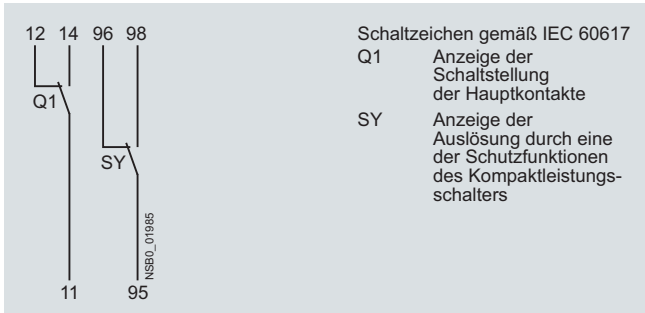 12 14 96 98
Q1
SY
NSB0_01985
11 95
Schaltzeichen gemäß IEC 60617
Q1 Anzeige der
Schaltstellung
der Hauptkontakte
SY Anzeige der
Auslösung durch eine
der Schutzfunktionen
des Kompaktleistungs-
schalters